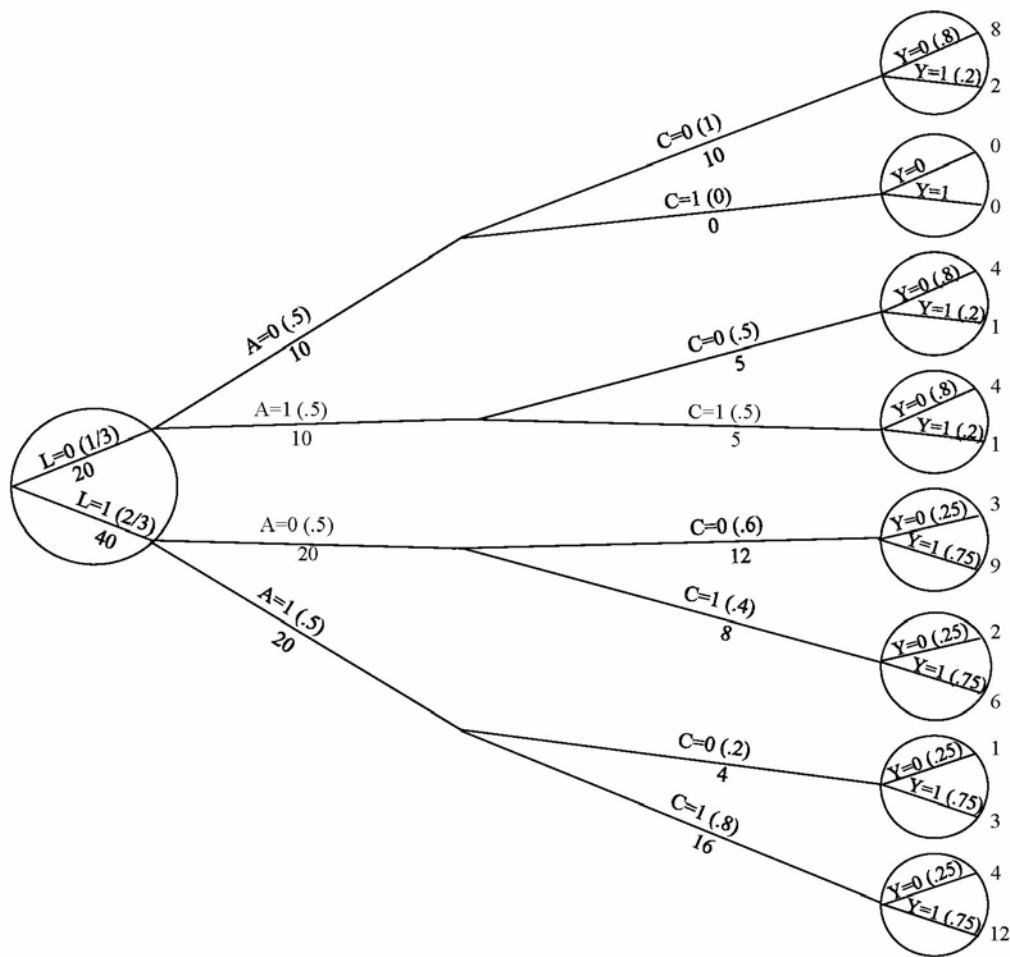 Y=0 (.8)
8
Y=1 (.2)
2
C=0 (1)
10
Y=0
0
Y=1
0
C=1 (0)
0
Y=0 (.8)
4
Y=1 (.2)
1
A=0 (.5)
10
C=0 (.5)
5
Y=0 (.8)
4
Y=1 (.2)
1
A=1 (.5)
10
C=1 (.5)
5
L=0 (1/3)
20
L=1 (2/3)
40
A=0 (.5)
20
C=0 (.6)
12
Y=0 (.25)
3
Y=1 (.75)
9
C=1 (.4)
8
Y=0 (.25)
2
Y=1 (.75)
6
A=1 (.5)
20
C=0 (.2)
4
Y=0 (.25)
1
Y=1 (.75)
3
C=1 (.8)
16
Y=0 (.25)
4
Y=1 (.75)
12